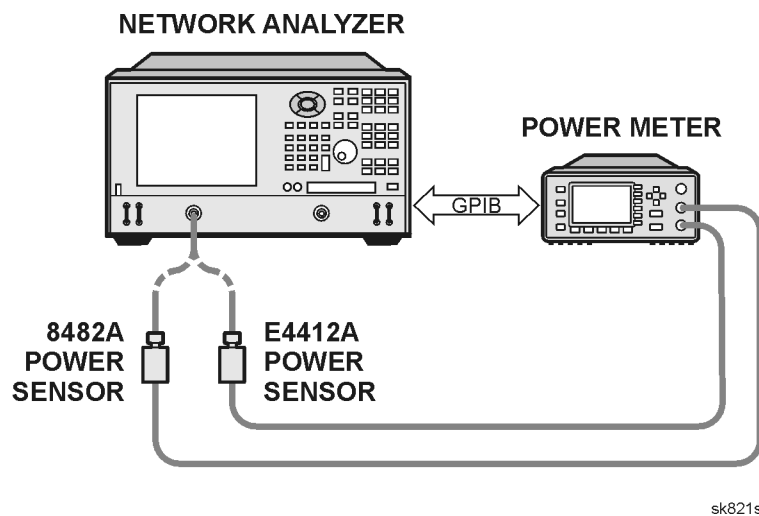 NETWORK ANALYZER
POWER METER
GPIB
8482A
POWER
SENSOR
E4412A
POWER
SENSOR
sk821s